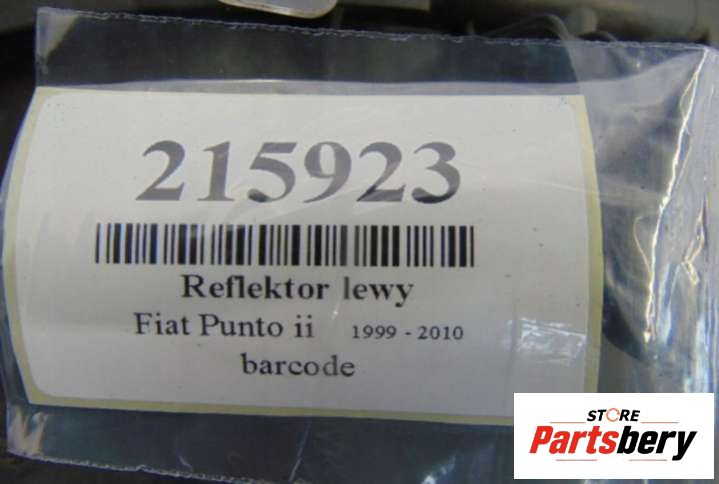 215923
Reflektor lewy
Fiat Punto ii 1999 - 2010
barcode
STORE
Partsbery